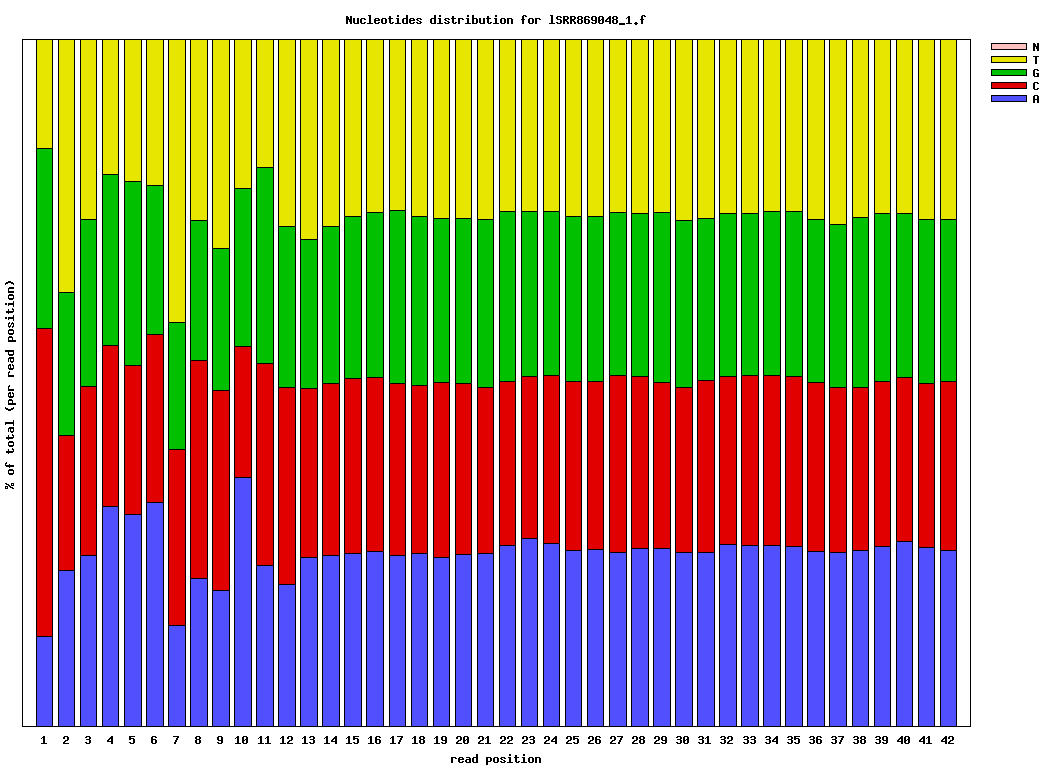 Nucleotides distribution for lSRR869048_1.f
N
T
G
C
A
% of total (per read position)
1 2 3 4 5 6 7 8 9 10 11 12 13 14 15 16 17 18 19 20 21 22 23 24 25 26 27 28 29 30 31 32 33 34 35 36 37 38 39 40 41 42
read position